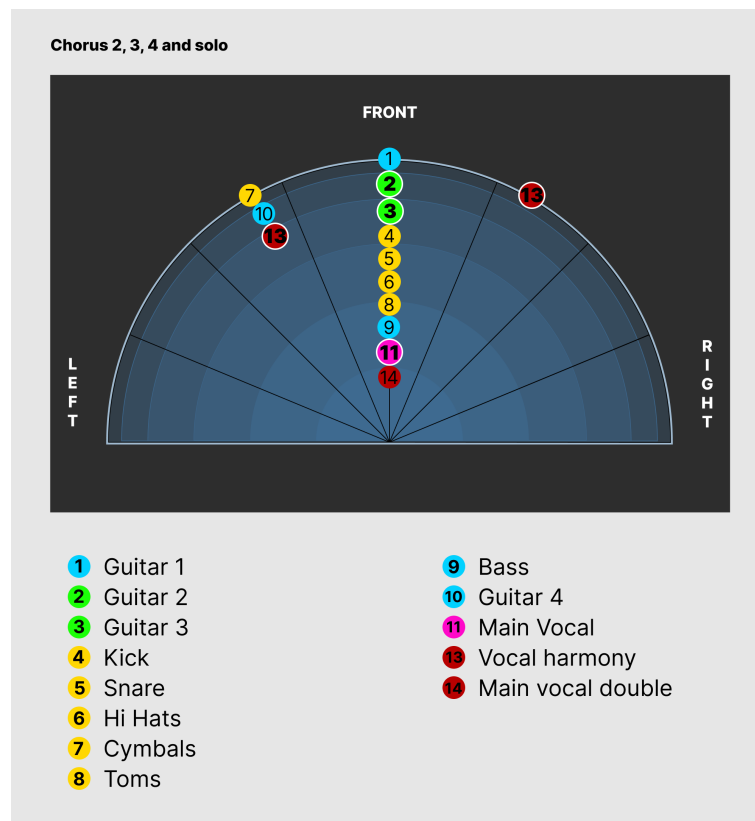 Chorus 2, 3, 4 and solo
FRONT
1
2
7
13
3
10
4
13
5
6
8
9
11
14
LEFT
RIGHT
1 Guitar 1
2 Guitar 2
3 Guitar 3
4 Kick
5 Snare
6 Hi Hats
7 Cymbals
8 Toms
9 Bass
10 Guitar 4
11 Main Vocal
13 Vocal harmony
14 Main vocal double